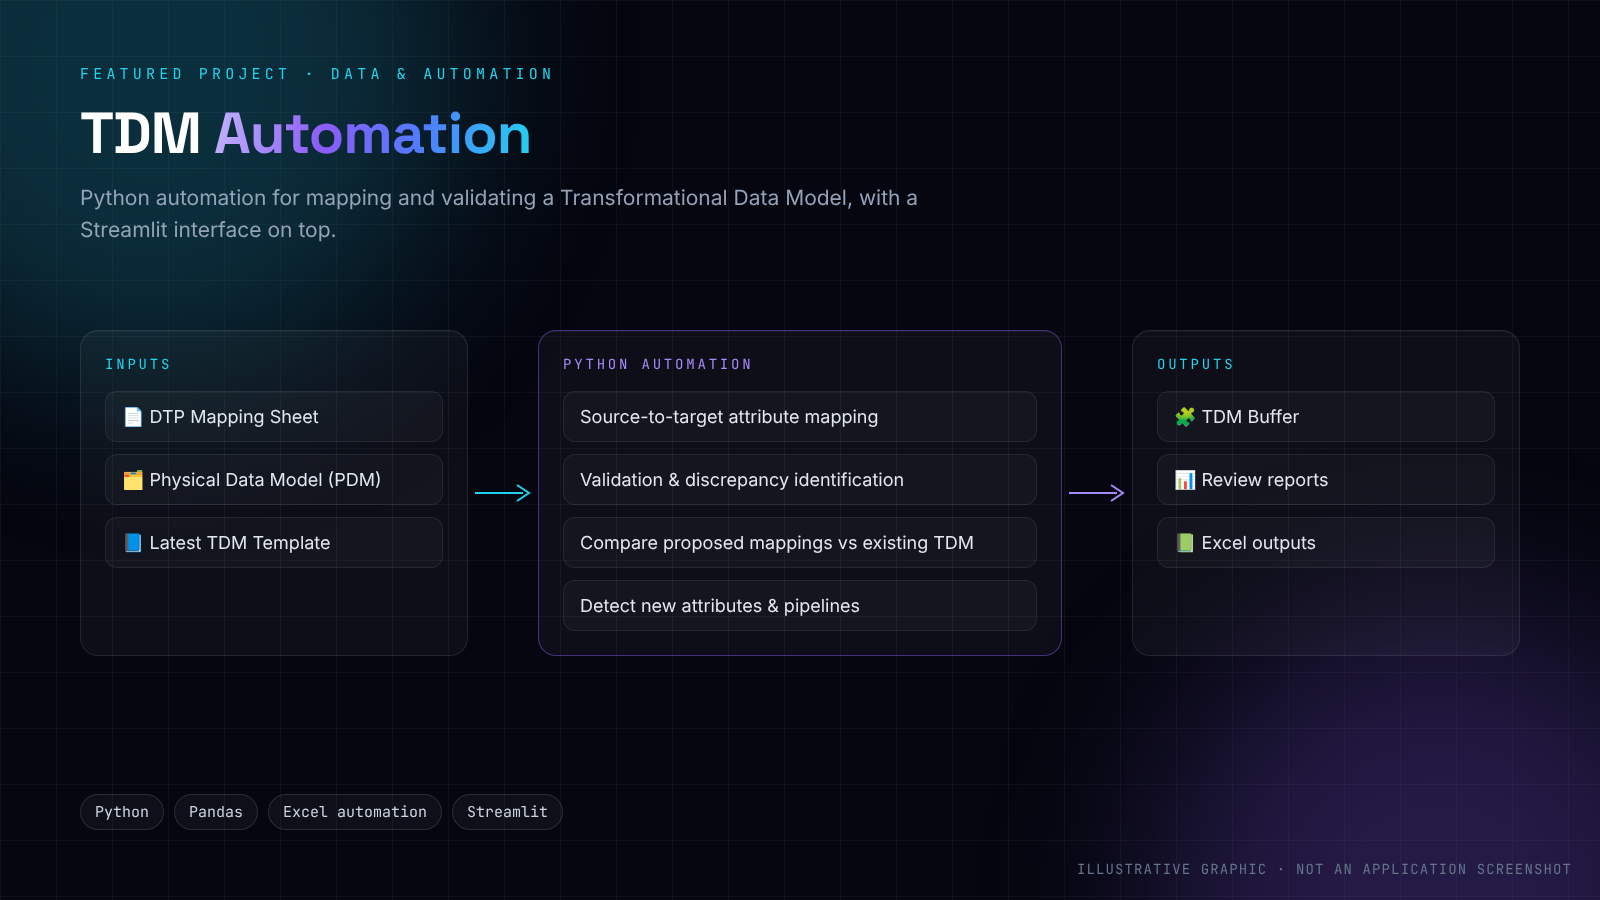 FEATURED PROJECT · DATA & AUTOMATION
TDM Automation
Python automation for mapping and validating a Transformational Data Model, with a
Streamlit interface on top.
INPUTS
DTP Mapping Sheet
Physical Data Model (PDM)
Latest TDM Template
PYTHON AUTOMATION
Source-to-target attribute mapping
Validation & discrepancy identification
Compare proposed mappings vs existing TDM
Detect new attributes & pipelines
OUTPUTS
TDM Buffer
Review reports
Excel outputs
Python
Pandas
Excel automation
Streamlit
ILLUSTRATIVE GRAPHIC · NOT AN APPLICATION SCREENSHOT